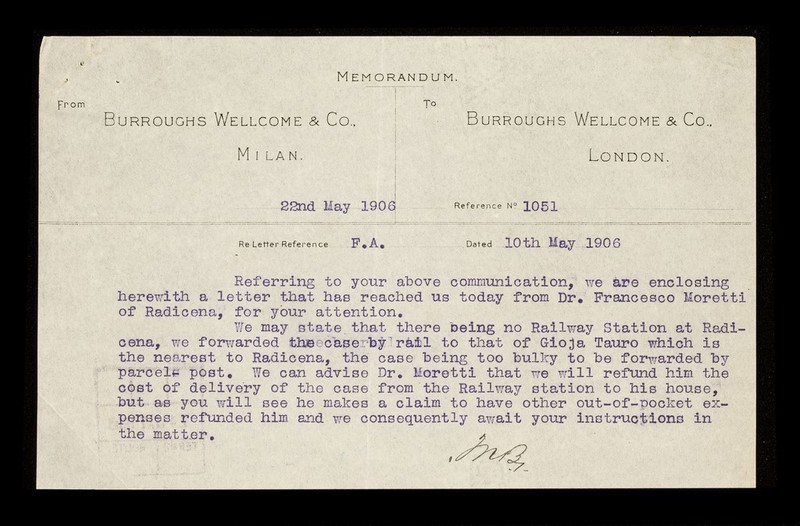 MEMORANDUM.
From
BURROUGHS WELLCOME & CO.,
MILAN.
To
BURROUGHS WELLCOME & CO.,
LONDON.
22nd May 1906
Reference No 1051
Re Letter Reference F.A. Dated 10th May 1906
Referring to your above communication, we are enclosing
herewith a letter that has reached us today from Dr. Francesco Moretti
of Radicena, for your attention.
We may state that there being no Railway Station at Radi-
cena, we forwarded the case by rail to that of Gioja Tauro which is
the nearest to Radicena, the case being too bulky to be forwarded by
parcels post. We can advise Dr. Moretti that we will refund him the
cost of delivery of the case from the Railway station to his house,
but as you will see he makes a claim to have other out-of-pocket ex-
penses refunded him and we consequently await your instructions in
the matter.